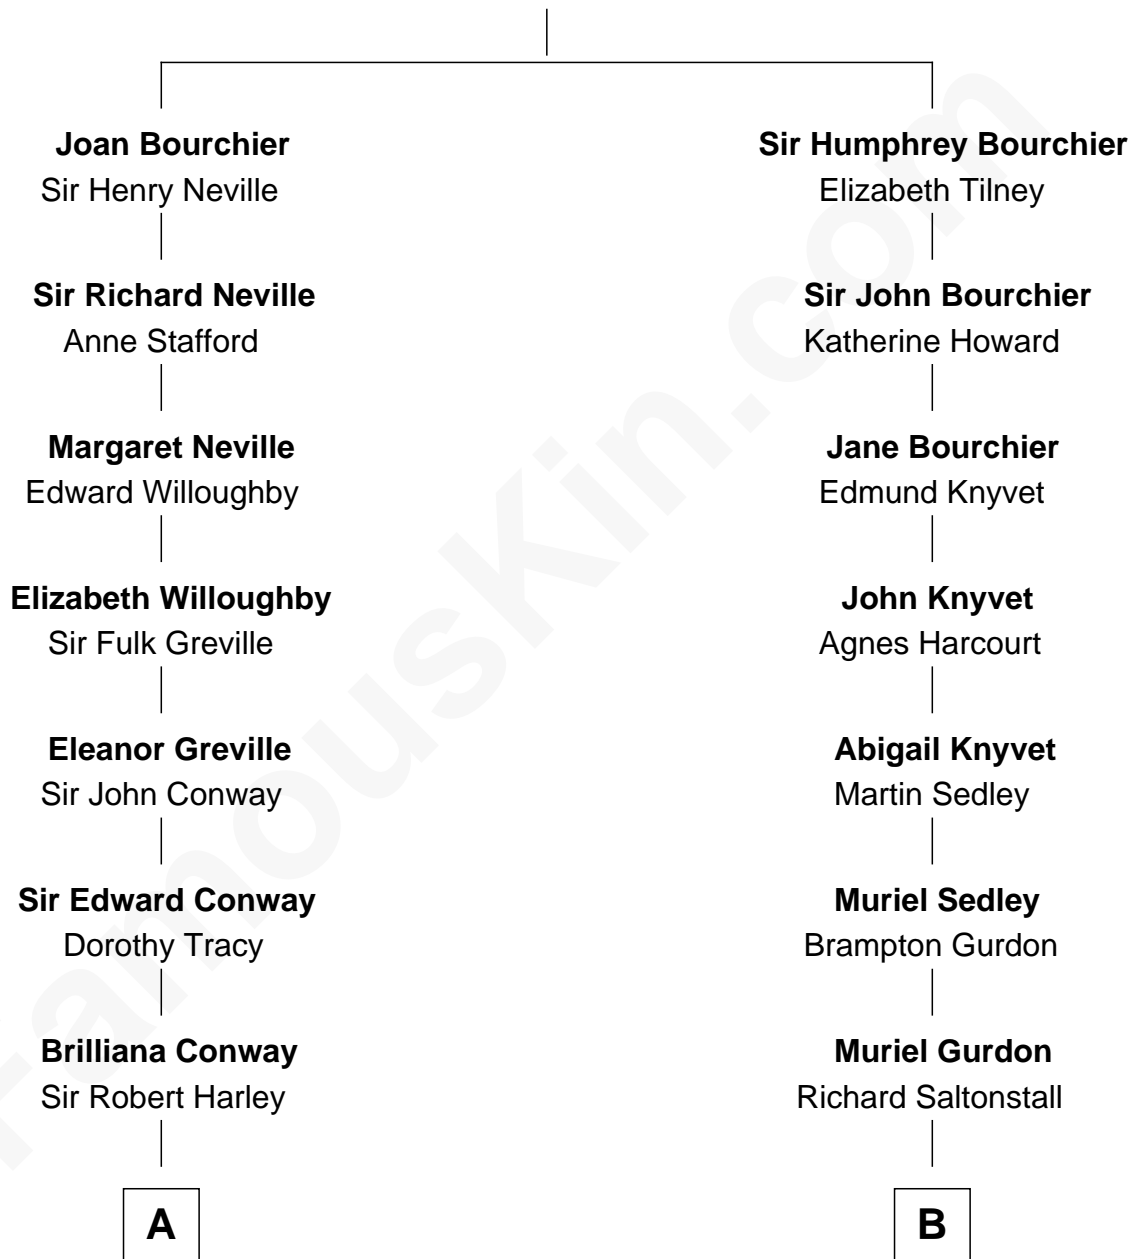 Joan Bourchier
Sir Henry Neville
Sir Richard Neville
Anne Stafford
Margaret Neville
Edward Willoughby
Elizabeth Willoughby
Sir Fulk Greville
Eleanor Greville
Sir John Conway
Sir Edward Conway
Dorothy Tracy
Brilliana Conway
Sir Robert Harley
A
Sir Humphrey Bourchier
Elizabeth Tilney
Sir John Bourchier
Katherine Howard
Jane Bourchier
Edmund Knyvet
John Knyvet
Agnes Harcourt
Abigail Knyvet
Martin Sedley
Muriel Sedley
Brampton Gurdon
Muriel Gurdon
Richard Saltonstall
B
FamousKin.com